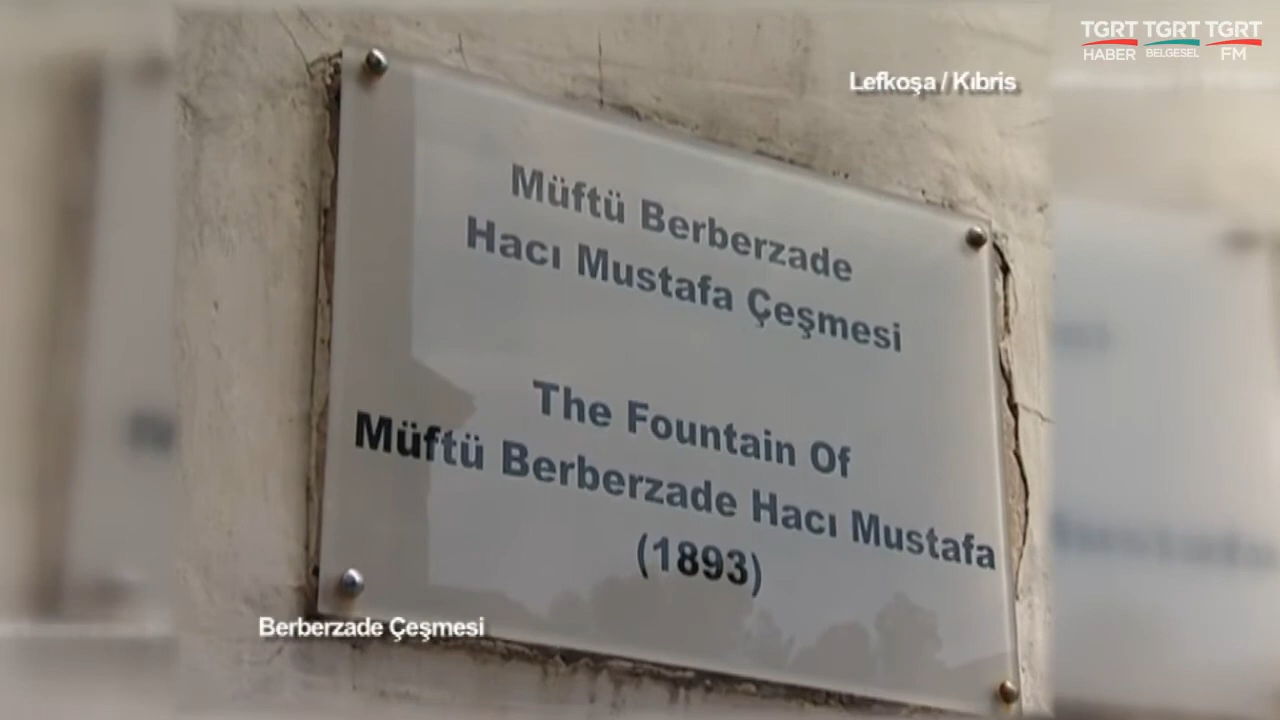 TGRT TGRT TGRT
HABER BELGESEL FM
Lefkoşa / Kıbrıs
Müftü Berberzade
Hacı Mustafa Çeşmesi
The Fountain Of
Müftü Berberzade Hacı Mustafa
(1893)
Berberzade Çeşmesi